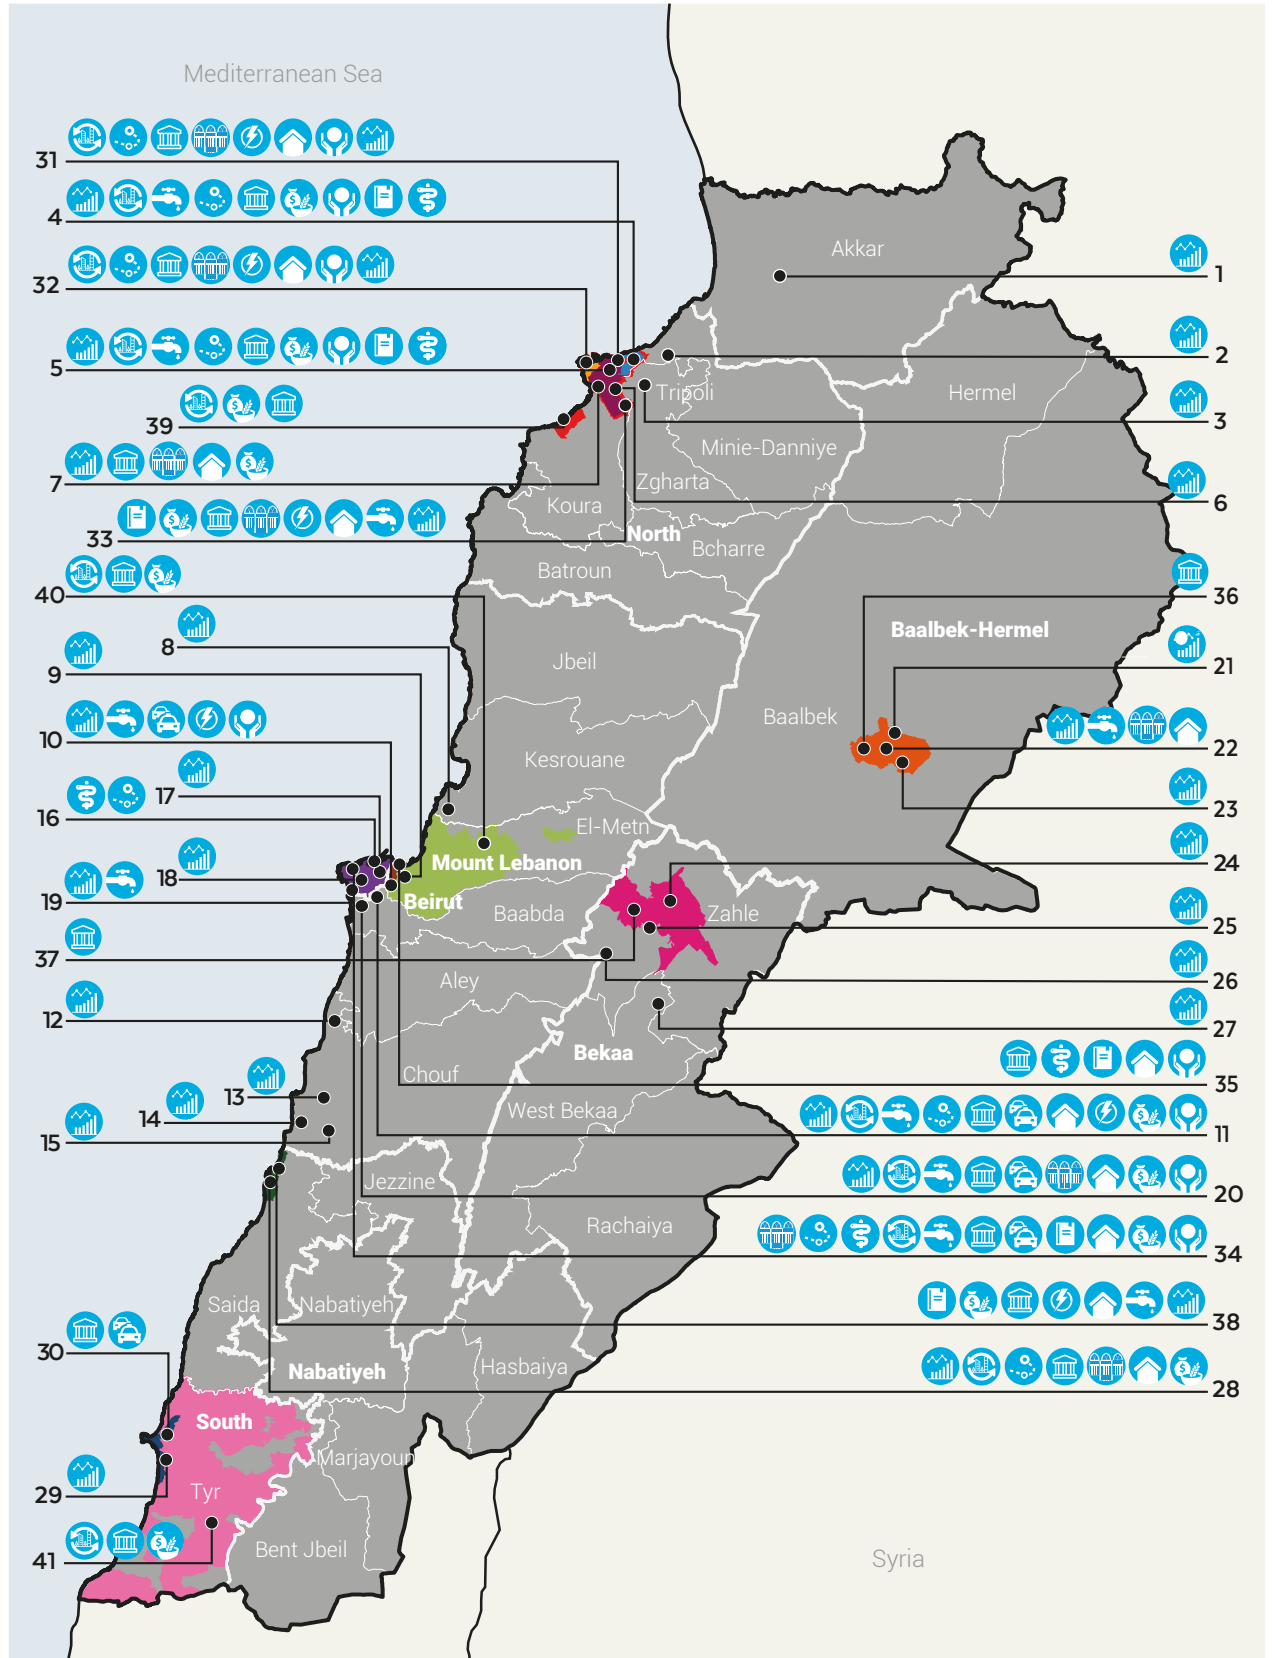 Mediterranean Sea
31
4
Akkar
1
32
2
5
Tripoli
Hermel
39
3
Minie-Danniye
7
Zgharta
6
Koura
33
North
Bcharre
Batroun
40
36
Baalbek-Hermel
8
Jbeil
21
9
Baalbek
10
22
Kesrouane
17
23
16
El-Metn
Mount Lebanon
24
18
19
Beirut
Baabda
Zahle
25
37
Aley
26
12
27
Bekaa
Chouf
35
13
West Bekaa
14
11
15
Jezzine
20
Rachaiya
34
Saida
Nabatiyeh
38
30
Hasbaiya
Nabatiyeh
28
South
Marjayoun
Tyr
29
Bent Jbeil
41
Syria